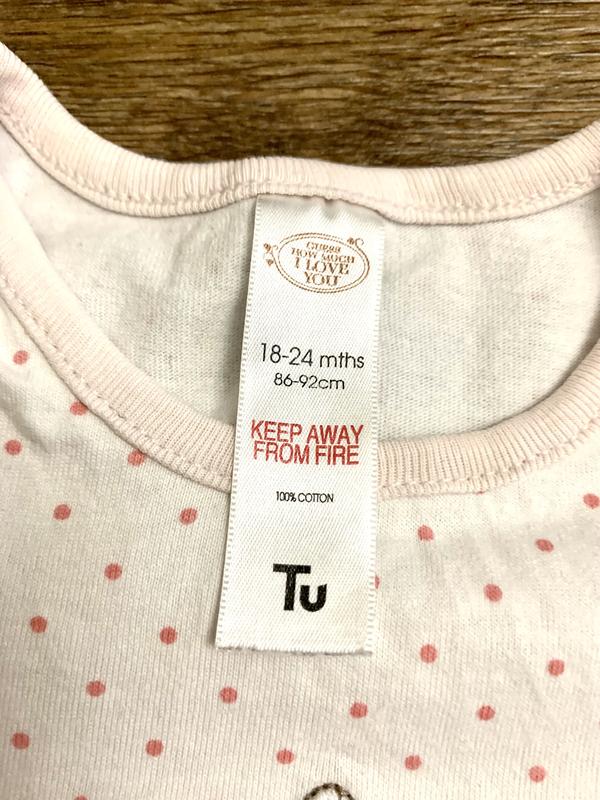 GUESS
HOW MUCH
I LOVE
YOU
18-24 mths
86-92cm
KEEP AWAY
FROM FIRE
100% COTTON
Tu